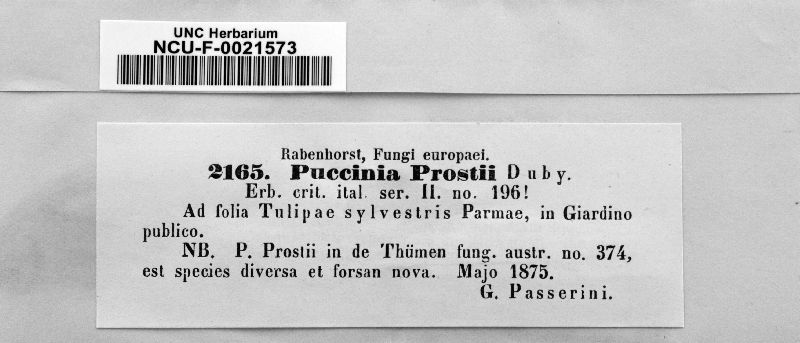 UNC Herbarium
NCU-F-0021573
Rabenhorst, Fungi europaei.
2165. Puccinia Prostii Duby.
Erb. crit. ital. ser. II. no. 196!
Ad folia Tulipae sylvestris Parmae, in Giardino
publico.
NB. P. Prostii in de Thümen fung. austr. no. 374,
est species diversa et forsan nova. Majo 1875.
G. Passerini.